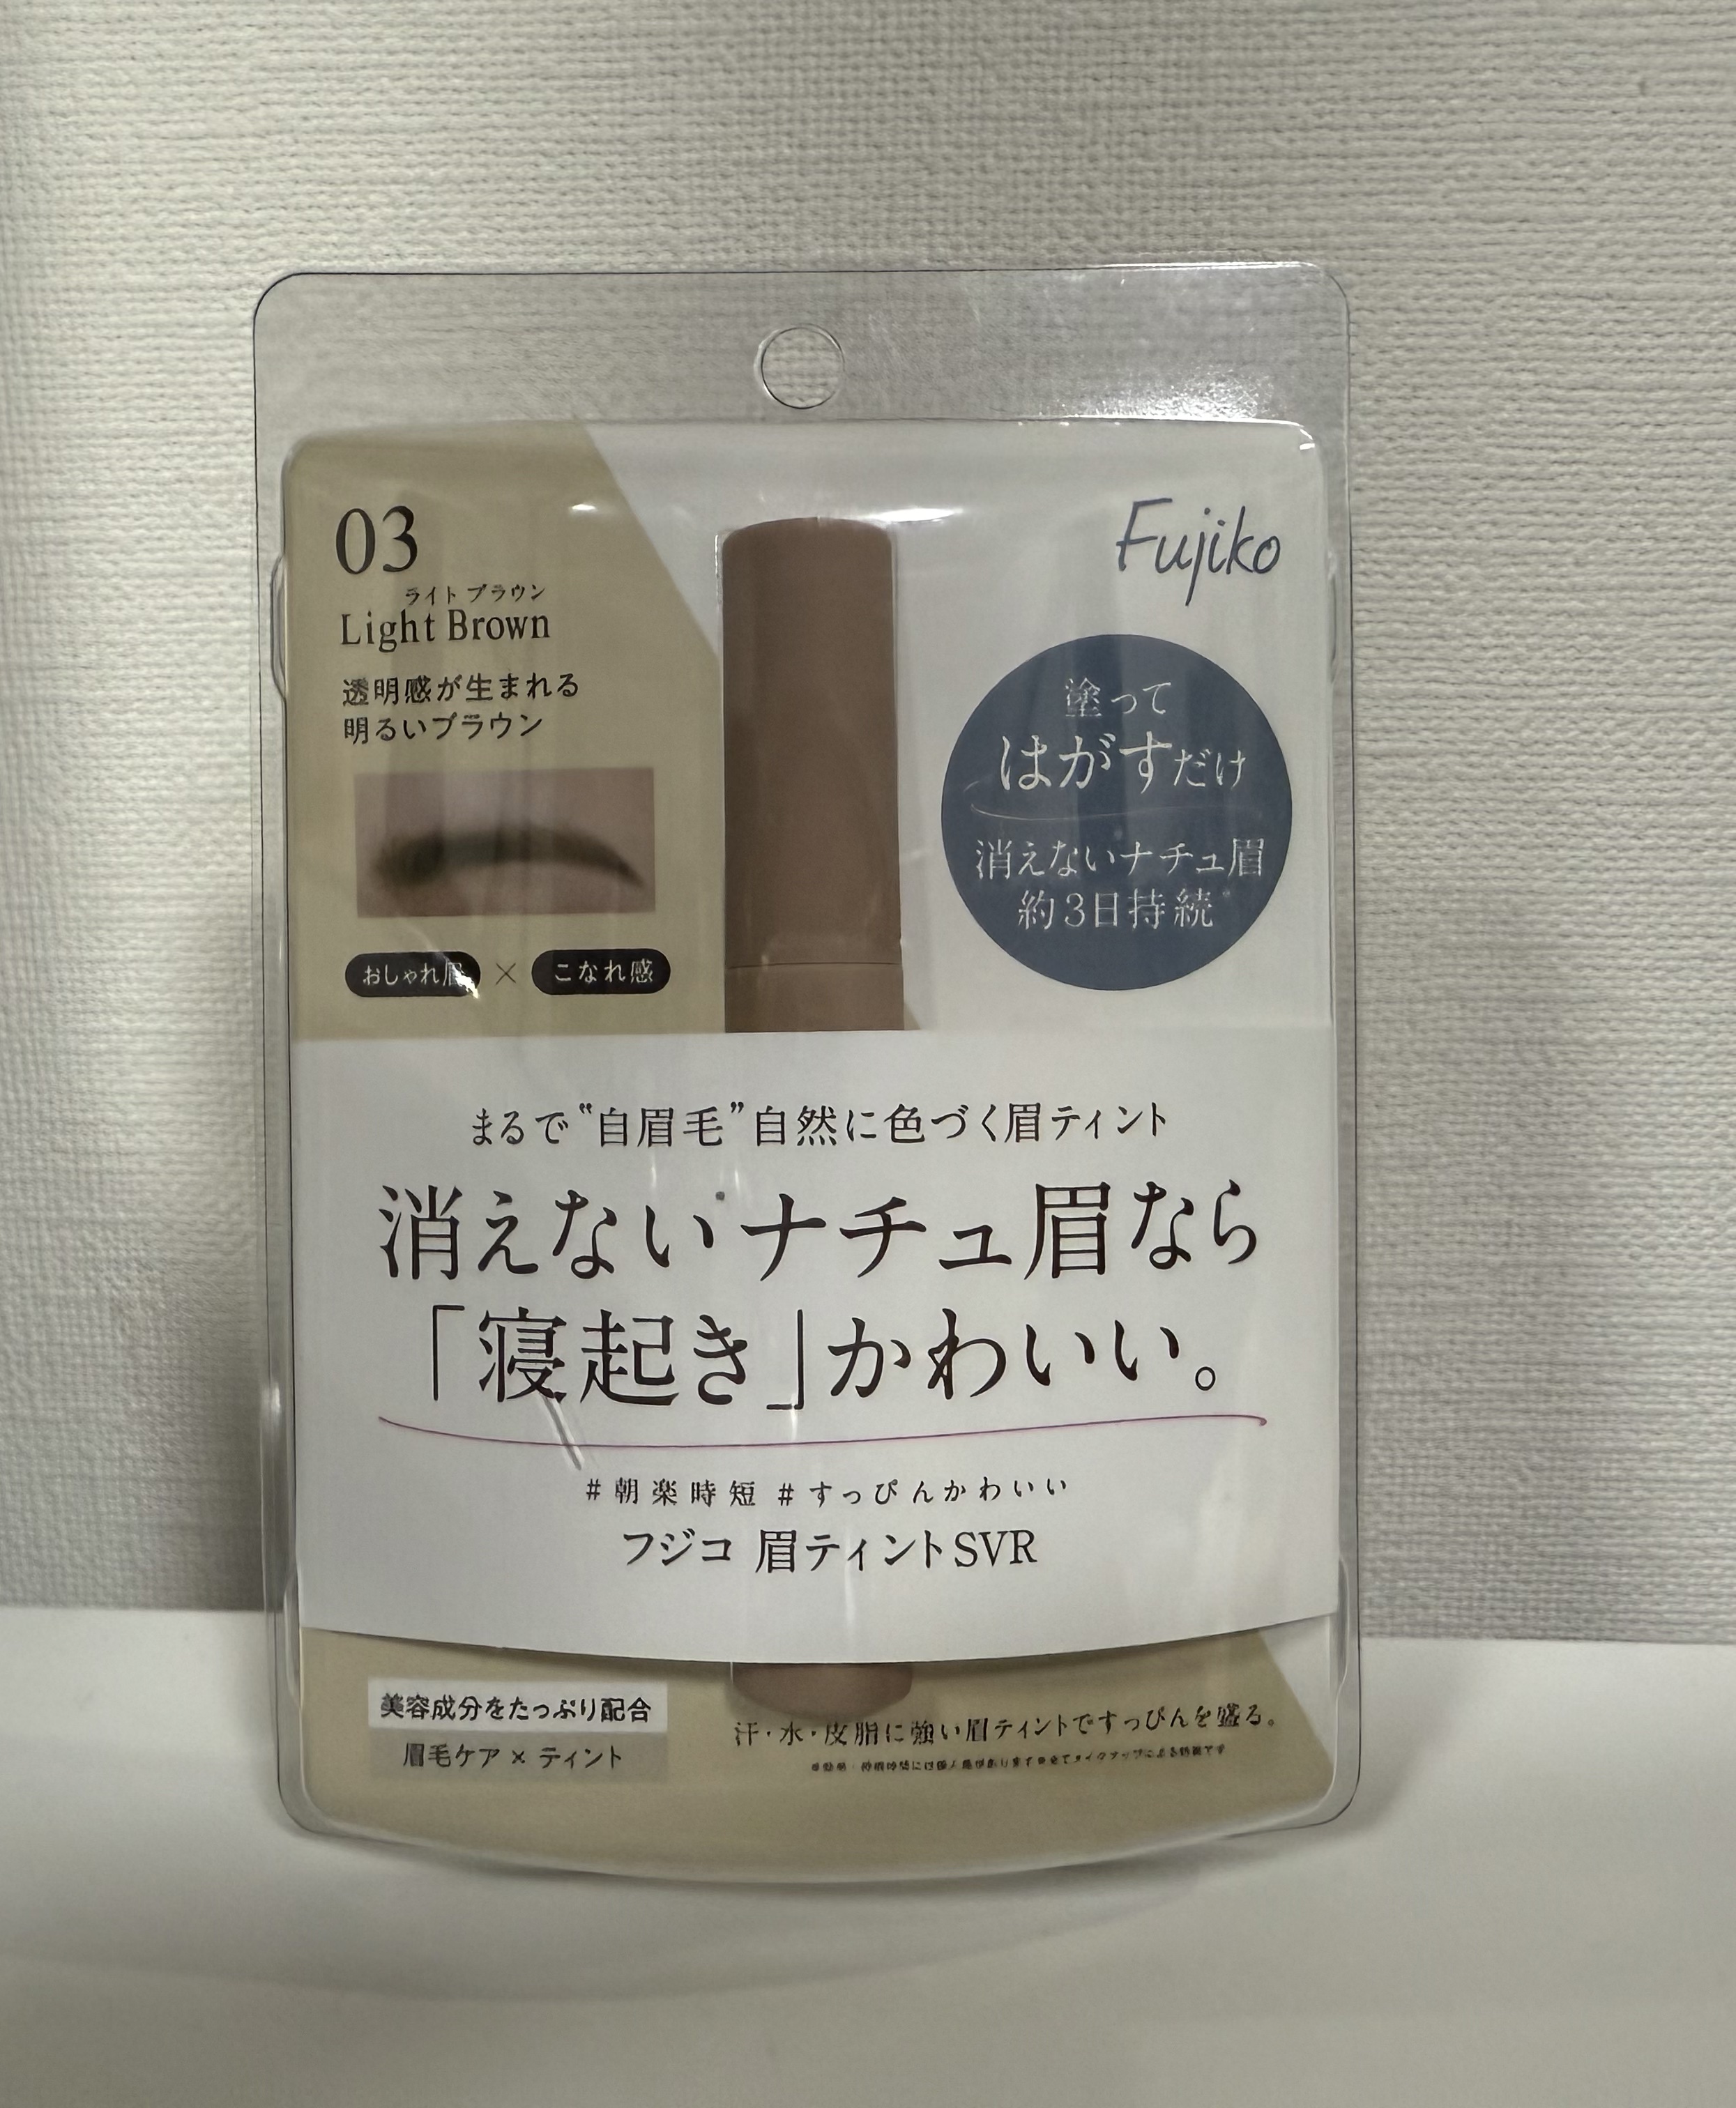 03
ライト ブラウン
Light Brown
透明感が生まれる
明るいブラウン
おしゃれ眉 × こなれ感
Fujiko
塗って
はがすだけ
消えないナチュ眉
約3日持続
まるで“自眉毛”自然に色づく眉ティント
消えないナチュ眉なら
「寝起き」かわいい。
#朝楽時短 #すっぴんかわいい
フジコ 眉ティントSVR
美容成分をたっぷり配合
眉毛ケア × ティント
汗・水・皮脂に強い眉ティントですっぴんを盛る。